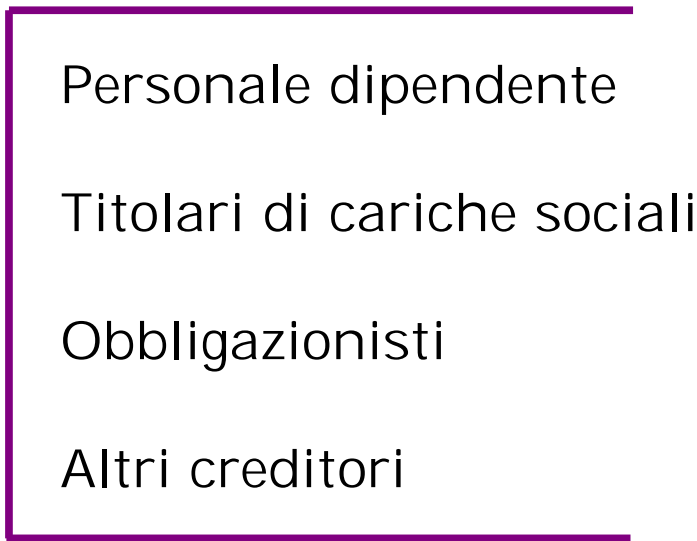 Personale dipendente
Titolari di cariche sociali
Obbligazionisti
Altri creditori